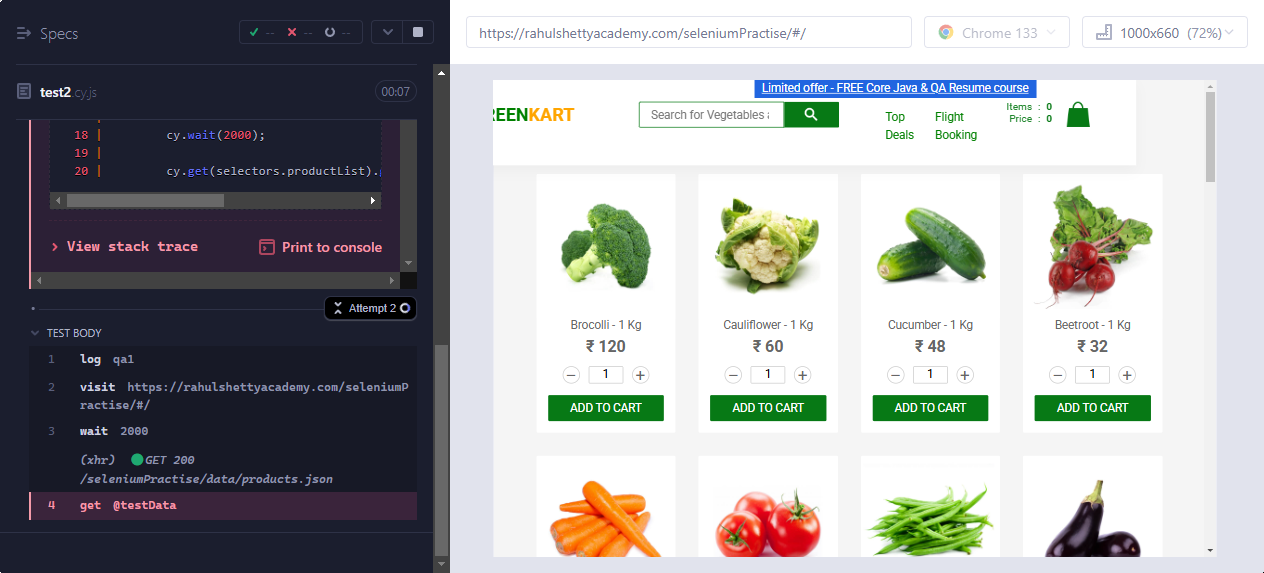 Specs
-- -- --
test2.cy.js 00:07
18 | cy.wait(2000);
19 |
20 | cy.get(selectors.productList).
> View stack trace Print to console
Attempt 2
TEST BODY
1 log qa1
2 visit https://rahulshettyacademy.com/seleniumP
ractise/#/
3 wait 2000
(xhr) GET 200
/seleniumPractise/data/products.json
4 get @testData
https://rahulshettyacademy.com/seleniumPractise/#/
Chrome 133
1000x660 (72%)
Limited offer - FREE Core Java & QA Resume course
REENKART
Search for Vegetables a
Top
Deals
Flight
Booking
Items : 0
Price : 0
Brocolli - 1 Kg
₹ 120
− 1 +
ADD TO CART
Cauliflower - 1 Kg
₹ 60
− 1 +
ADD TO CART
Cucumber - 1 Kg
₹ 48
− 1 +
ADD TO CART
Beetroot - 1 Kg
₹ 32
− 1 +
ADD TO CART